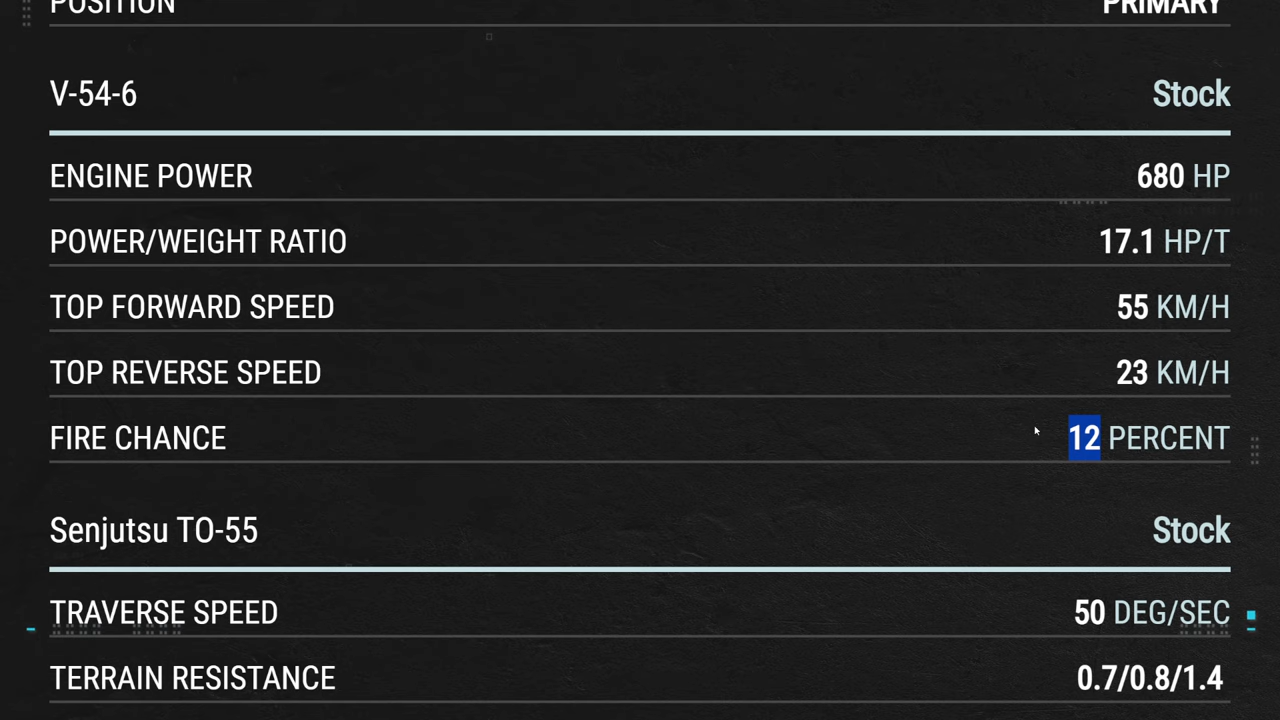 POSITION PRIMARY
V-54-6 Stock
ENGINE POWER 680 HP
POWER/WEIGHT RATIO 17.1 HP/T
TOP FORWARD SPEED 55 KM/H
TOP REVERSE SPEED 23 KM/H
FIRE CHANCE 12 PERCENT
Senjutsu TO-55 Stock
TRAVERSE SPEED 50 DEG/SEC
TERRAIN RESISTANCE 0.7/0.8/1.4